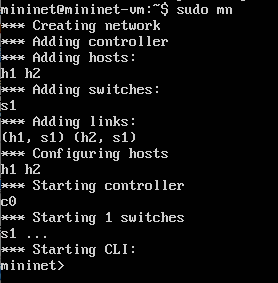 mininet@mininet-vm:~$ sudo mn
*** Creating network
*** Adding controller
*** Adding hosts:
h1 h2
*** Adding switches:
s1
*** Adding links:
(h1, s1) (h2, s1)
*** Configuring hosts
h1 h2
*** Starting controller
c0
*** Starting 1 switches
s1 ...
*** Starting CLI:
mininet>